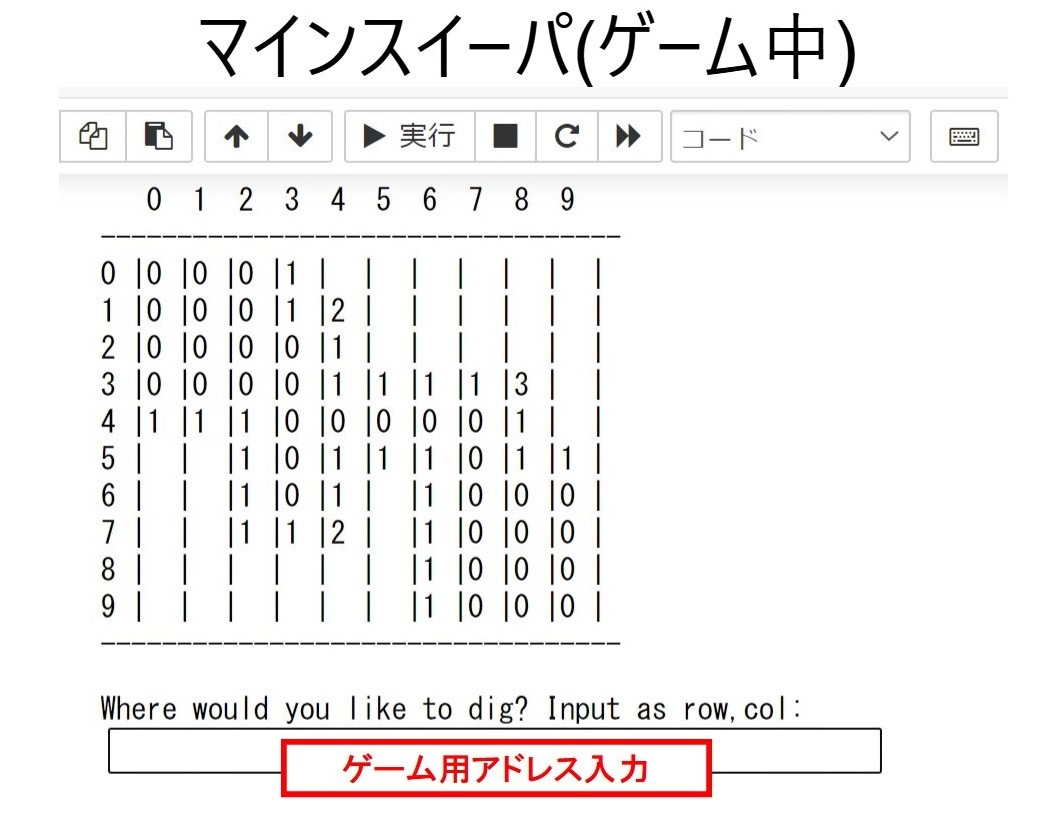 マインスイーパ(ゲーム中)
実行 コード
0 1 2 3 4 5 6 7 8 9
---------------------------------
0 |0 |0 |0 |1 | | | | | | |
1 |0 |0 |0 |1 |2 | | | | | |
2 |0 |0 |0 |0 |1 | | | | | |
3 |0 |0 |0 |0 |1 |1 |1 |1 |3 | |
4 |1 |1 |1 |0 |0 |0 |0 |0 |1 | |
5 | | |1 |0 |1 |1 |1 |0 |1 |1 |
6 | | |1 |0 |1 | |1 |0 |0 |0 |
7 | | |1 |1 |2 | |1 |0 |0 |0 |
8 | | | | | | |1 |0 |0 |0 |
9 | | | | | | |1 |0 |0 |0 |
---------------------------------
Where would you like to dig? Input as row,col:
ゲーム用アドレス入力